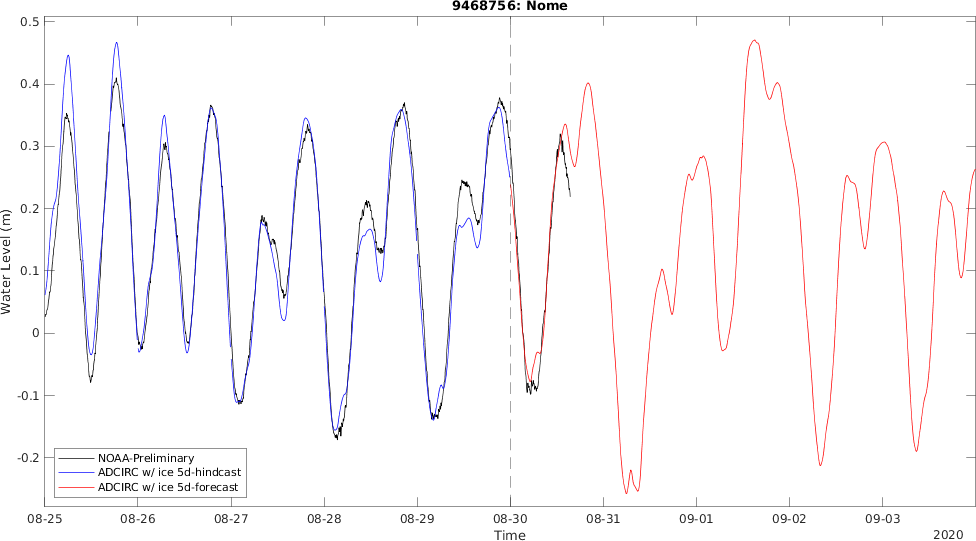 9468756: Nome
0.5
0.4
0.3
0.2
0.1
0
-0.1
-0.2
Water Level (m)
NOAA-Preliminary
ADCIRC w/ ice 5d-hindcast
ADCIRC w/ ice 5d-forecast
08-25 08-26 08-27 08-28 08-29 08-30 08-31 09-01 09-02 09-03
Time
2020